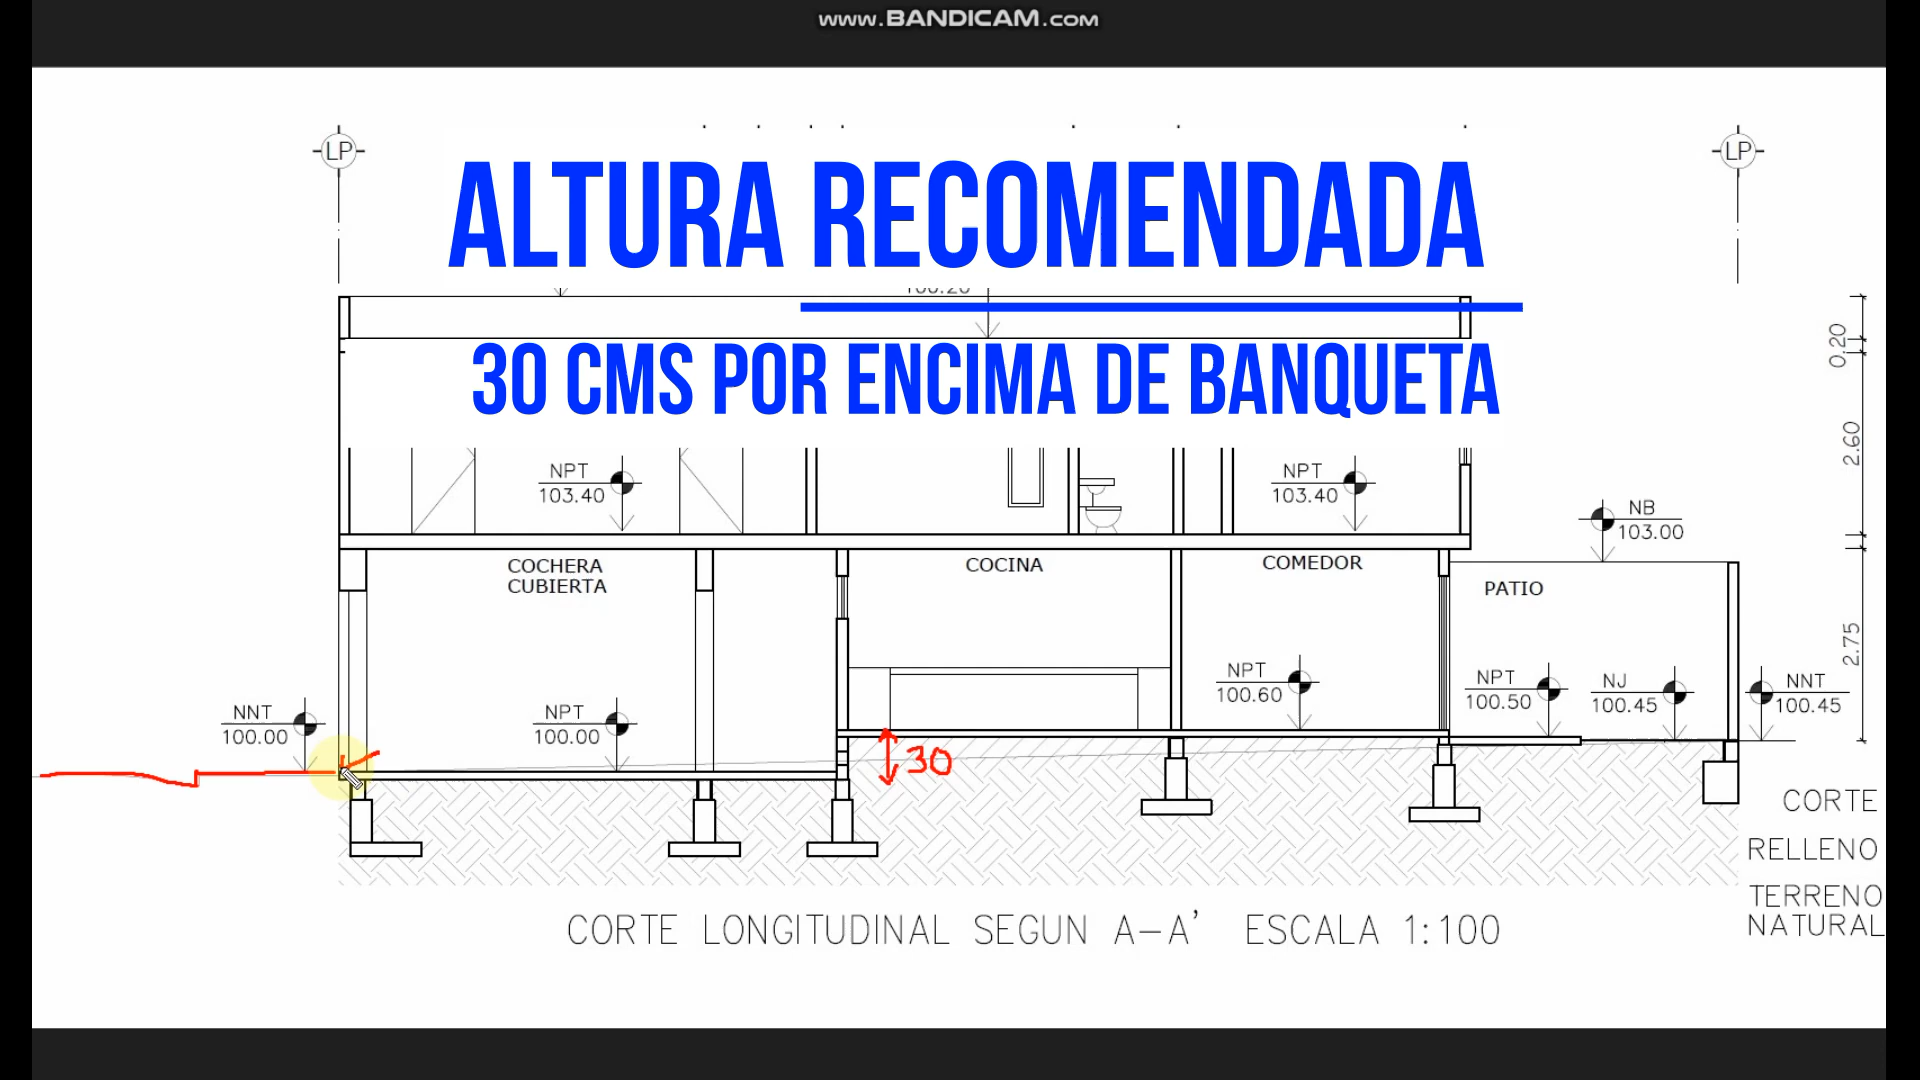 www.BANDICAM.com
LP
LP
ALTURA RECOMENDADA
30 CMS POR ENCIMA DE BANQUETA
0.20
2.60
2.75
NPT
103.40
NPT
103.40
NB
103.00
COCHERA
CUBIERTA
COCINA
COMEDOR
PATIO
NNT
100.00
NPT
100.00
NPT
100.60
NPT
100.50
NJ
100.45
NNT
100.45
30
CORTE
RELLENO
TERRENO
NATURAL
CORTE LONGITUDINAL SEGUN A-A' ESCALA 1:100